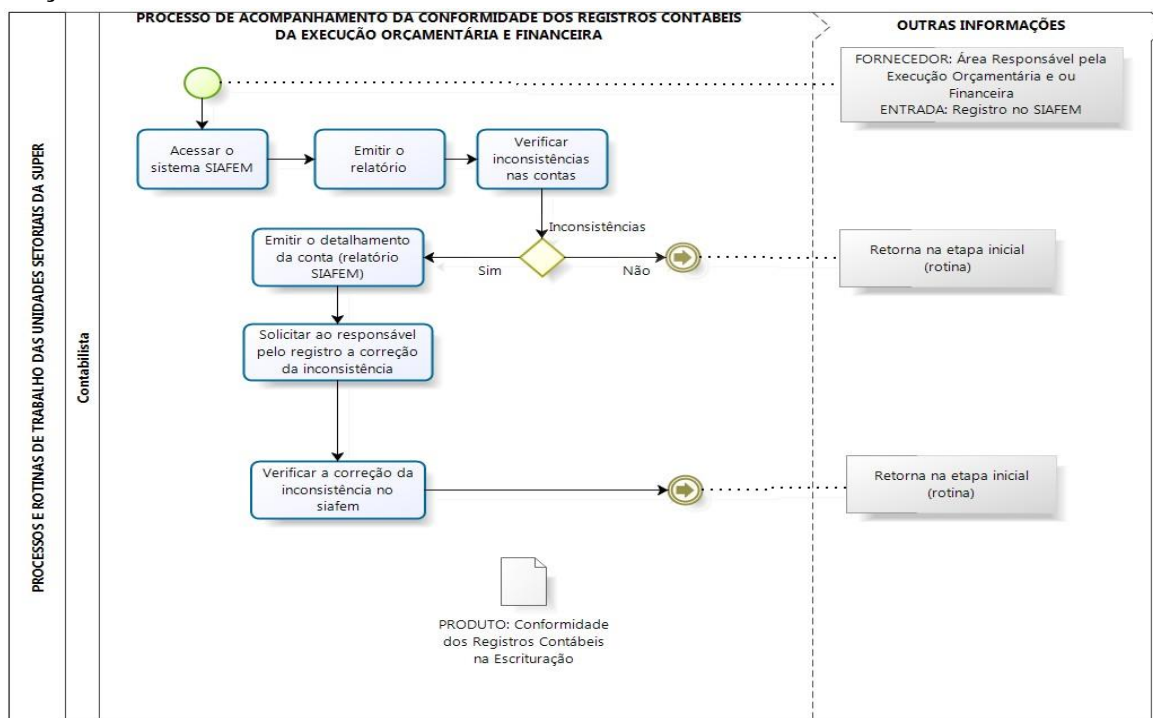 PROCESSO DE ACOMPANHAMENTO DA CONFORMIDADE DOS REGISTROS CONTÁBEIS
DA EXECUÇÃO ORÇAMENTÁRIA E FINANCEIRA
OUTRAS INFORMAÇÕES
PROCESSOS E ROTINAS DE TRABALHO DAS UNIDADES SETORIAIS DA SUPER
Contabilista
FORNECEDOR: Área Responsável pela
Execução Orçamentária e ou
Financeira
ENTRADA: Registro no SIAFEM
Acessar o
sistema SIAFEM
Emitir o
relatório
Verificar
inconsistências
nas contas
Inconsistências
Emitir o detalhamento
da conta (relatório
SIAFEM)
Sim
Não
Retorna na etapa inicial
(rotina)
Solicitar ao responsável
pelo registro a correção
da inconsistência
Verificar a correção da
inconsistência no
siafem
Retorna na etapa inicial
(rotina)
PRODUTO: Conformidade
dos Registros Contábeis
na Escrituração